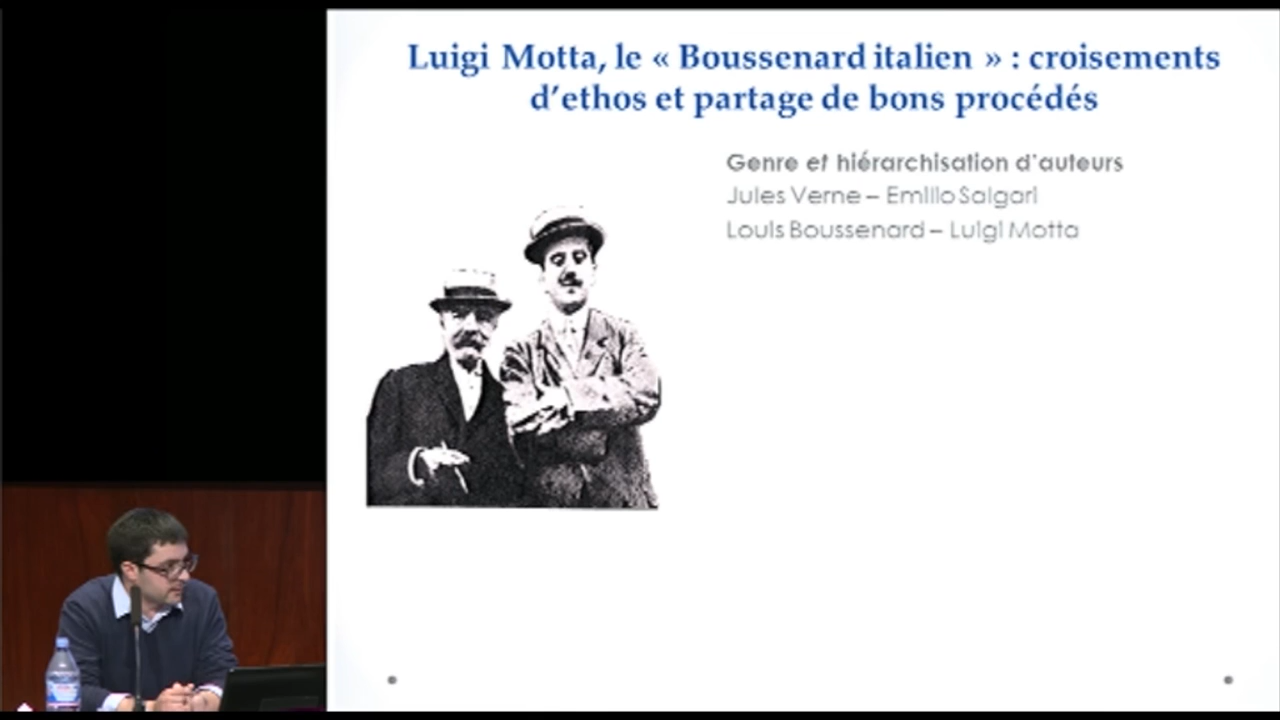 Luigi Motta, le « Boussenard italien » : croisements
d'ethos et partage de bons procédés
Genre et hiérarchisation d'auteurs
Jules Verne – Emilio Salgari
Louis Boussenard – Luigi Motta